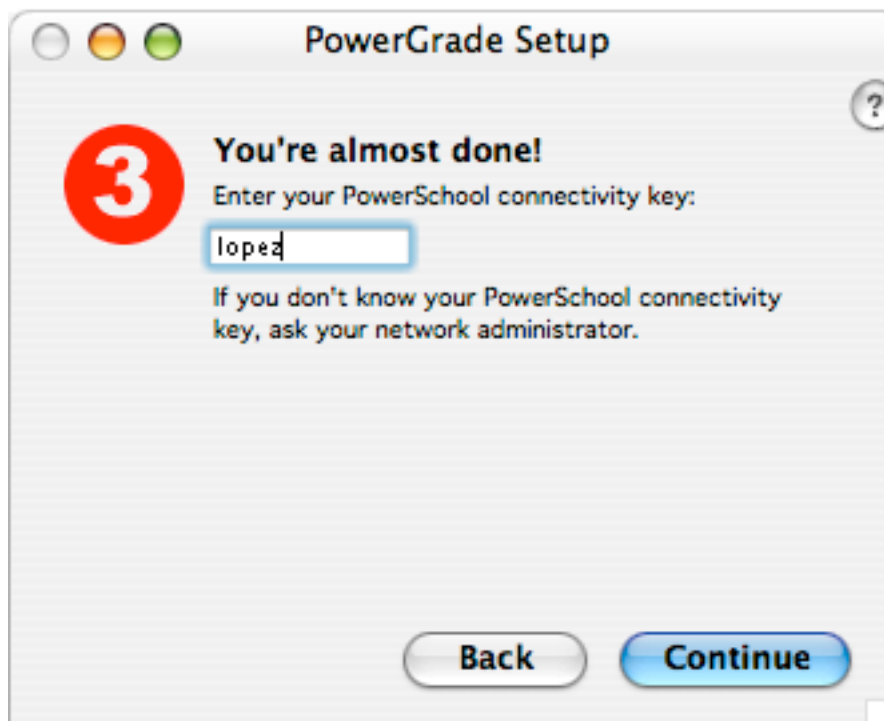 PowerGrade Setup
?
3
You're almost done!
Enter your PowerSchool connectivity key:
lopez
If you don't know your PowerSchool connectivity
key, ask your network administrator.
Back
Continue